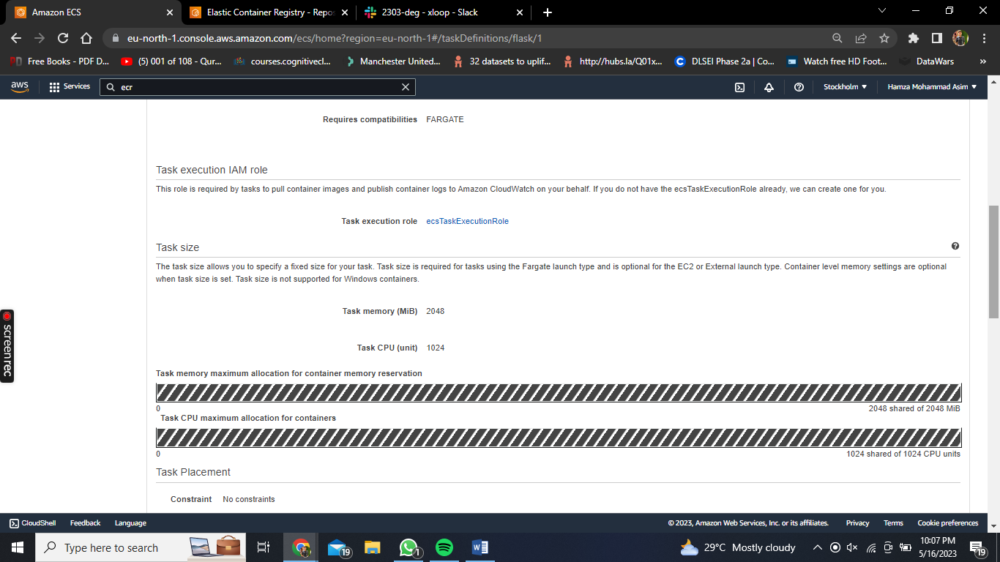 Amazon ECS
Elastic Container Registry - Repos
2303-deg - xloop - Slack
eu-north-1.console.aws.amazon.com/ecs/home?region=eu-north-1#/taskDefinitions/flask/1
Free Books - PDF D...
(5) 001 of 108 - Qur...
courses.cognitivecl...
Manchester United...
32 datasets to uplif...
http://hubs.la/Q01x...
DLSEI Phase 2a | Co...
Watch free HD Foot...
DataWars
aws
Services
ecr
Stockholm
Hamza Mohammad Asim
Requires compatibilities FARGATE
Task execution IAM role
This role is required by tasks to pull container images and publish container logs to Amazon CloudWatch on your behalf. If you do not have the ecsTaskExecutionRole already, we can create one for you.
Task execution role ecsTaskExecutionRole
Task size
The task size allows you to specify a fixed size for your task. Task size is required for tasks using the Fargate launch type and is optional for the EC2 or External launch type. Container level memory settings are optional
when task size is set. Task size is not supported for Windows containers.
Task memory (MiB) 2048
Task CPU (unit) 1024
Task memory maximum allocation for container memory reservation
0 2048 shared of 2048 MiB
Task CPU maximum allocation for containers
0 1024 shared of 1024 CPU units
Task Placement
Constraint No constraints
screenrec
CloudShell Feedback Language © 2023, Amazon Web Services, Inc. or its affiliates. Privacy Terms Cookie preferences
Type here to search
19
1
29°C Mostly cloudy
10:07 PM
5/16/2023
19